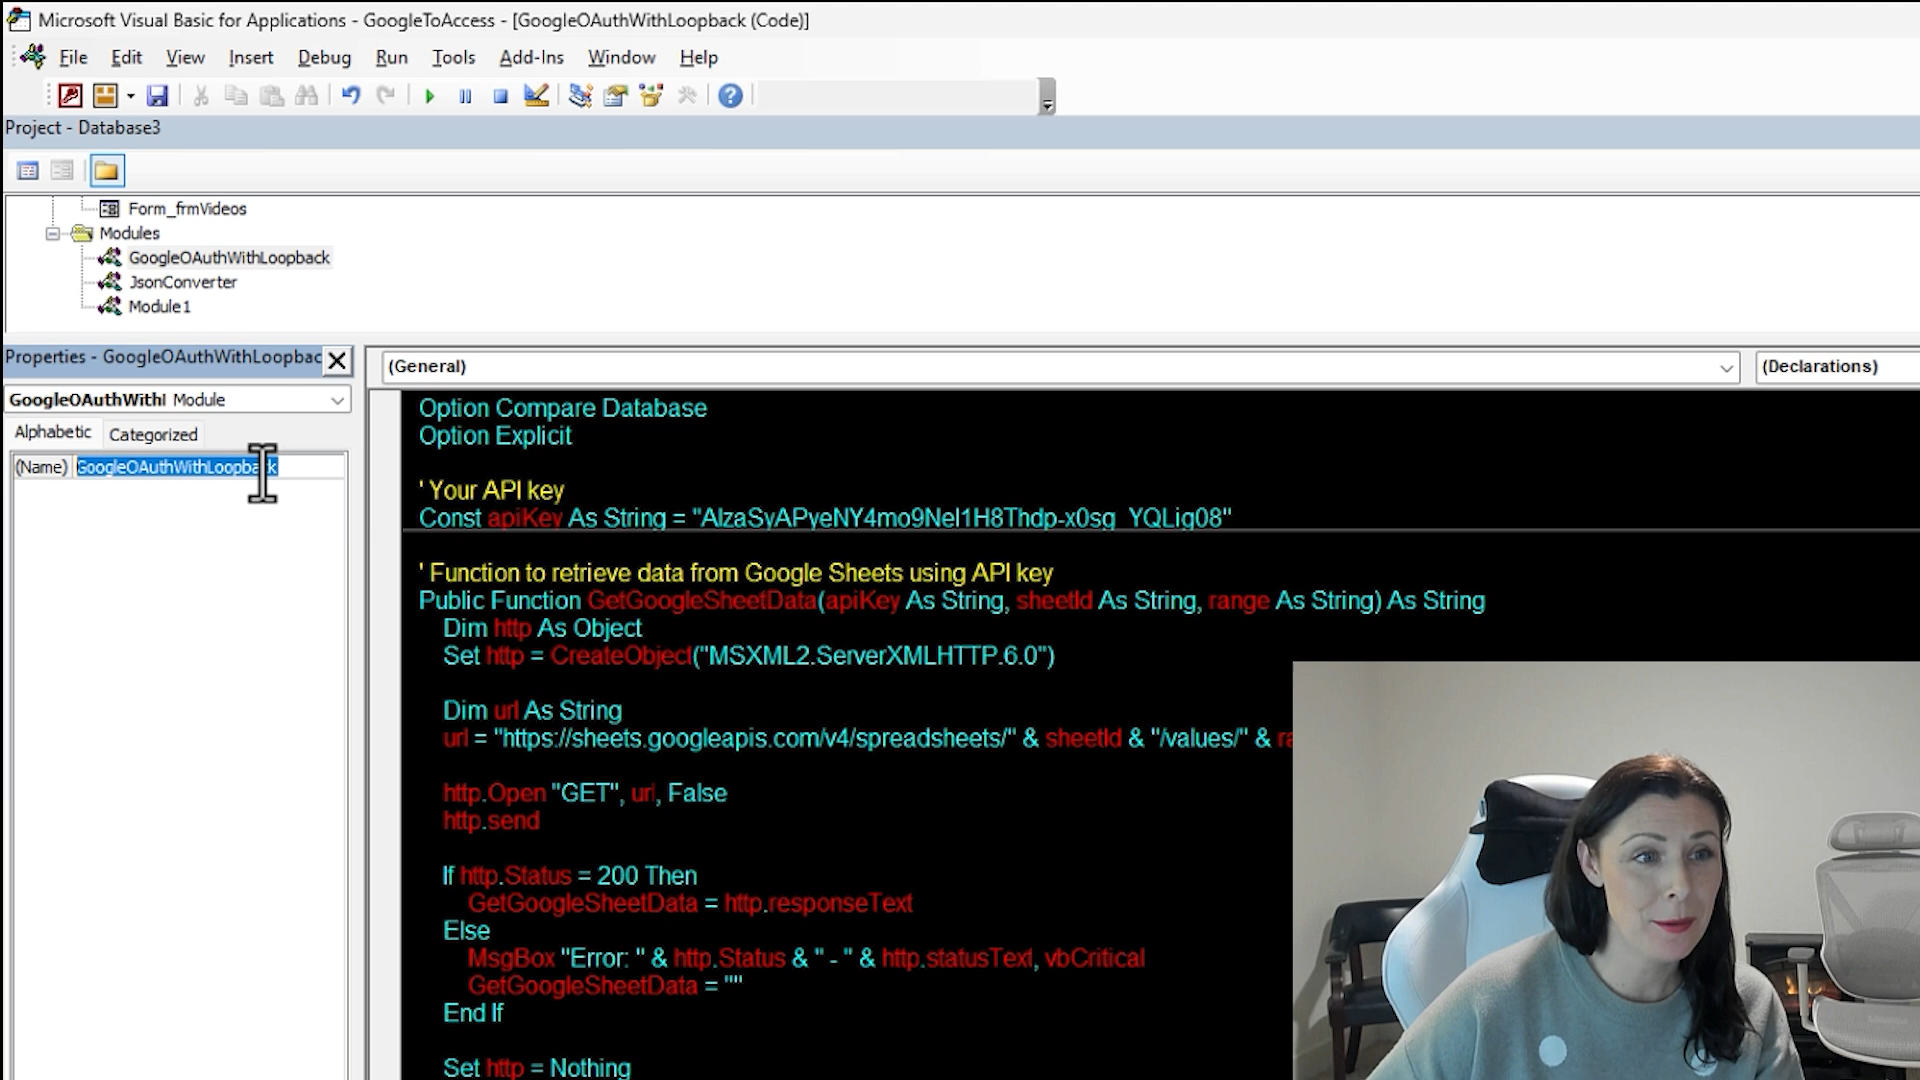 Microsoft Visual Basic for Applications - GoogleToAccess - [GoogleOAuthWithLoopback (Code)]
File Edit View Insert Debug Run Tools Add-Ins Window Help
Project - Database3
Form_frmVideos
Modules
GoogleOAuthWithLoopback
JsonConverter
Module1
Properties - GoogleOAuthWithLoopbac
GoogleOAuthWithl Module
Alphabetic Categorized
(Name) GoogleOAuthWithLoopback
(General) (Declarations)
Option Compare Database
Option Explicit
' Your API key
Const apiKey As String = "AIzaSyAPyeNY4mo9Nel1H8Thdp-x0sg_YQLig08"
' Function to retrieve data from Google Sheets using API key
Public Function GetGoogleSheetData(apiKey As String, sheetId As String, range As String) As String
Dim http As Object
Set http = CreateObject("MSXML2.ServerXMLHTTP.6.0")
Dim url As String
url = "https://sheets.googleapis.com/v4/spreadsheets/" & sheetId & "/values/" & ra
http.Open "GET", url, False
http.send
If http.Status = 200 Then
GetGoogleSheetData = http.responseText
Else
MsgBox "Error: " & http.Status & " - " & http.statusText, vbCritical
GetGoogleSheetData = ""
End If
Set http = Nothing